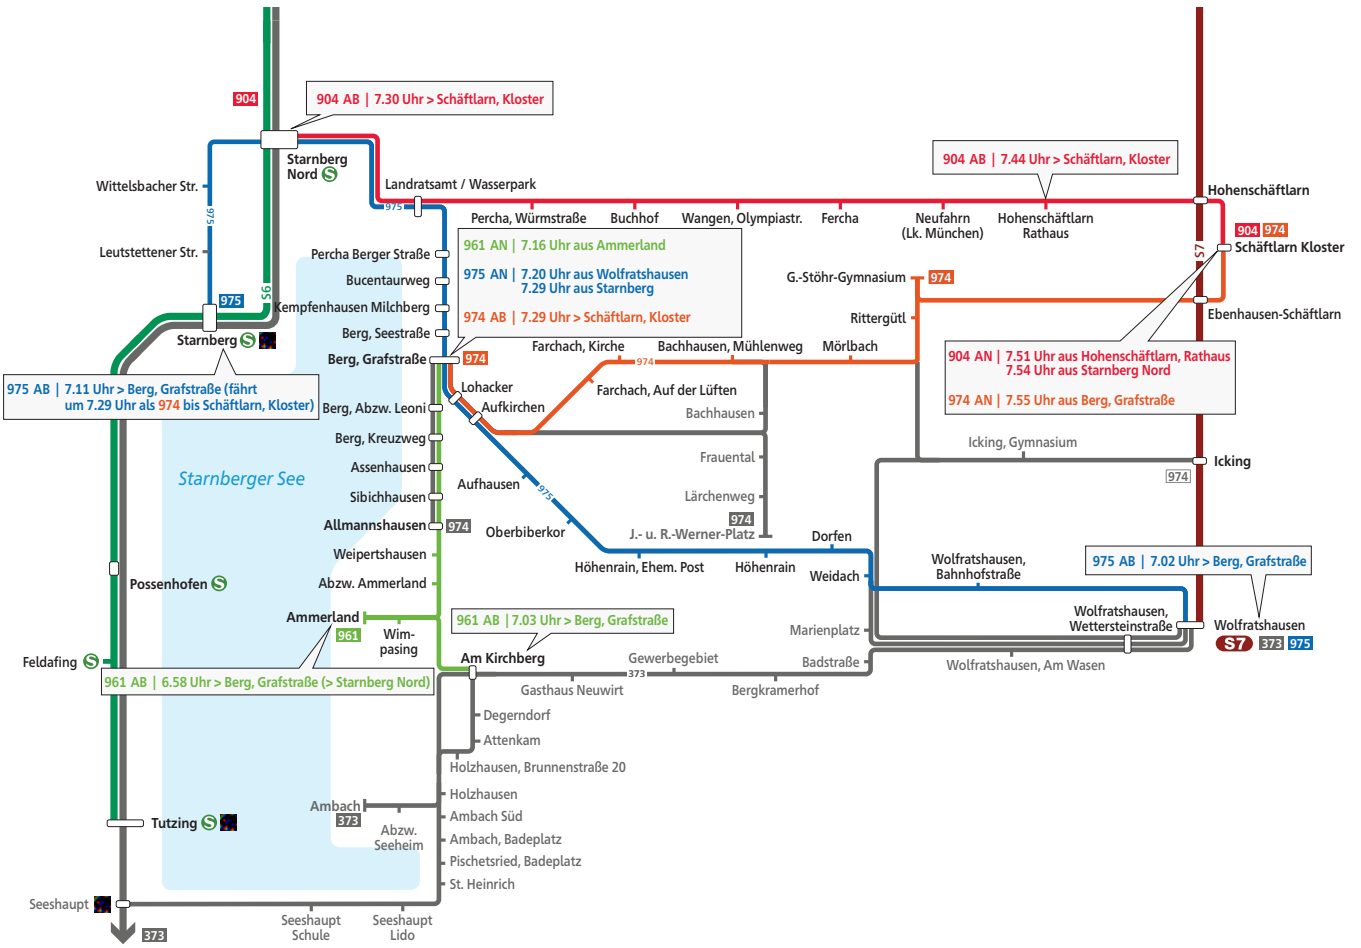 904
904 AB | 7.30 Uhr > Schäftlarn, Kloster
Starnberg
Nord S
904 AB | 7.44 Uhr > Schäftlarn, Kloster
Wittelsbacher Str.
Landratsamt / Wasserpark
Hohenschäftlarn
975
975
Percha, Würmstraße
Buchhof
Wangen, Olympiastr.
Fercha
Neufahrn
(Lk. München)
Hohenschäftlarn
Rathaus
904 974
Schäftlarn Kloster
S7
Leutstettener Str.
Percha Berger Straße
961 AN | 7.16 Uhr aus Ammerland
975 AN | 7.20 Uhr aus Wolfratshausen
7.29 Uhr aus Starnberg
974 AB | 7.29 Uhr > Schäftlarn, Kloster
Bucentaurweg
G.-Stöhr-Gymnasium
974
S6
975
Kempfenhausen Milchberg
Rittergütl
Ebenhausen-Schäftlarn
Berg, Seestraße
Starnberg S
Berg, Grafstraße
974
Farchach, Kirche
974
Bachhausen, Mühlenweg
Mörlbach
904 AN | 7.51 Uhr aus Hohenschäftlarn, Rathaus
7.54 Uhr aus Starnberg Nord
974 AN | 7.55 Uhr aus Berg, Grafstraße
975 AB | 7.11 Uhr > Berg, Grafstraße (fährt
um 7.29 Uhr als 974 bis Schäftlarn, Kloster)
Lohacker
Farchach, Auf der Lüften
Aufkirchen
Berg, Abzw. Leoni
Bachhausen
Berg, Kreuzweg
Icking, Gymnasium
Frauental
Icking
974
Assenhausen
Starnberger See
Aufhausen
975
Sibichhausen
Lärchenweg
974
Allmannshausen
974
Oberbiberkor
J.- u. R.-Werner-Platz
Dorfen
Weipertshausen
Höhenrain, Ehem. Post
Höhenrain
Weidach
Wolfratshausen,
Bahnhofstraße
975 AB | 7.02 Uhr > Berg, Grafstraße
Possenhofen S
Abzw. Ammerland
Ammerland
961
Wim-
pasing
961 AB | 7.03 Uhr > Berg, Grafstraße
Marienplatz
Wolfratshausen,
Wettersteinstraße
Wolfratshausen
S7 373 975
Feldafing S
Am Kirchberg
Gewerbegebiet
Badstraße
Wolfratshausen, Am Wasen
961 AB | 6.58 Uhr > Berg, Grafstraße (> Starnberg Nord)
373
Gasthaus Neuwirt
Bergkramerhof
Degerndorf
Attenkam
Holzhausen, Brunnenstraße 20
Holzhausen
Ambach
373
Abzw.
Seeheim
Ambach Süd
Tutzing S
Ambach, Badeplatz
Pischetsried, Badeplatz
St. Heinrich
Seeshaupt
Seeshaupt
Schule
Seeshaupt
Lido
373